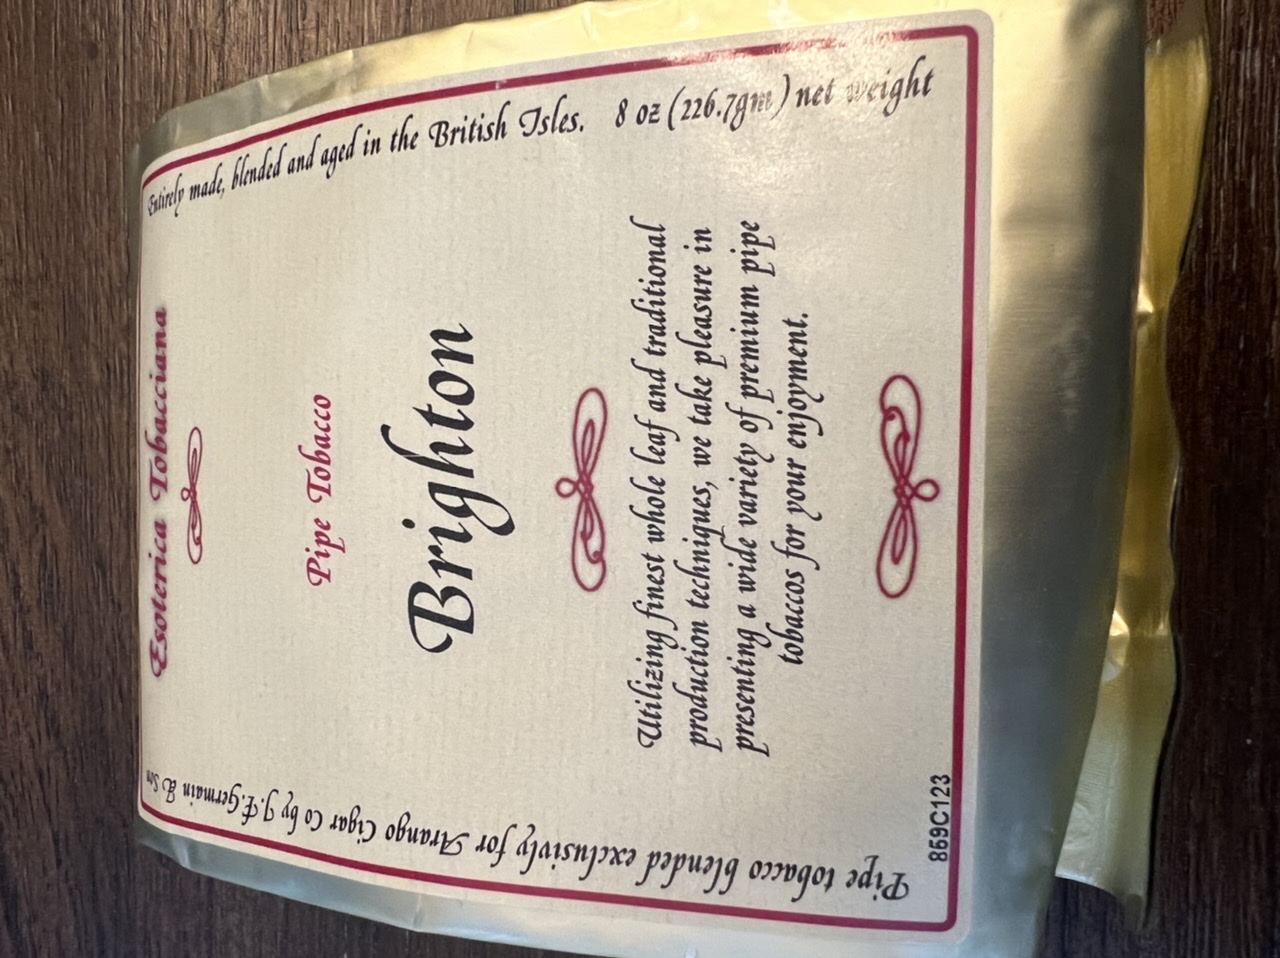 Esoterica Tobacciana
Pipe Tobacco
Brighton
Utilizing finest whole leaf and traditional
production techniques, we take pleasure in
presenting a wide variety of premium pipe
tobaccos for your enjoyment.
Entirely made, blended and aged in the British Isles. 8 oz (226.7gm) net weight
Pipe tobacco blended exclusively for Arango Cigar Co by J.F.Germain & Son
859C123